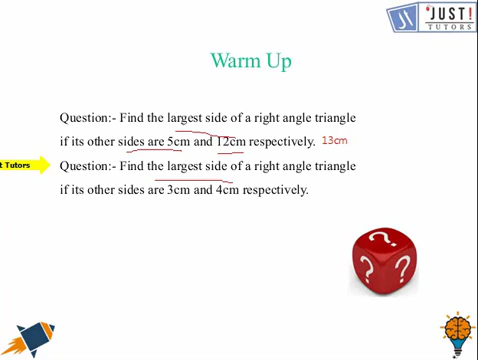 JUST!
TUTORS
Warm Up
Question:- Find the largest side of a right angle triangle
if its other sides are 5cm and 12cm respectively. 13cm
t Tutors
Question:- Find the largest side of a right angle triangle
if its other sides are 3cm and 4cm respectively.
? ? ?